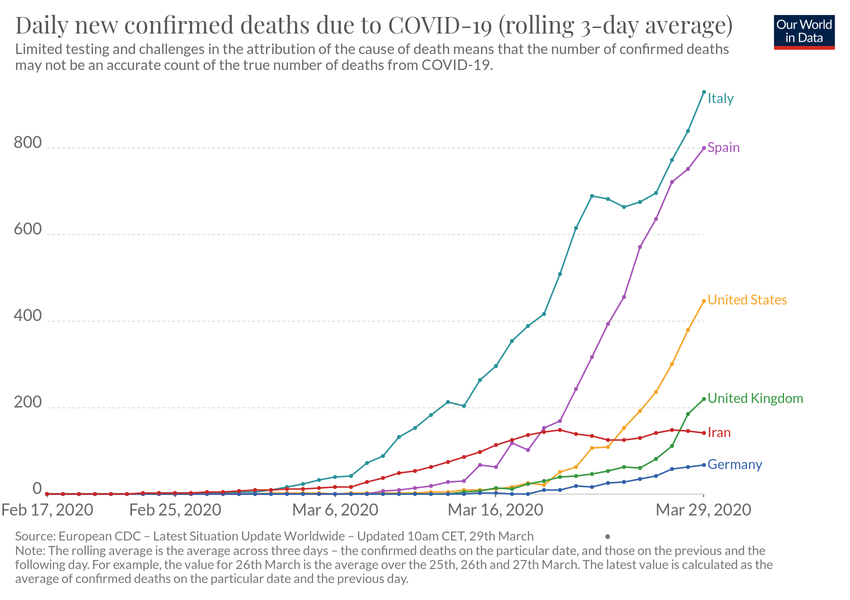 Daily new confirmed deaths due to COVID-19 (rolling 3-day average)
Our World
in Data
Limited testing and challenges in the attribution of the cause of death means that the number of confirmed deaths
may not be an accurate count of the true number of deaths from COVID-19.
Italy
800
Spain
600
400
United States
200
United Kingdom
Iran
Germany
0
Feb 17, 2020 Feb 25, 2020 Mar 6, 2020 Mar 16, 2020 Mar 29, 2020
Source: European CDC – Latest Situation Update Worldwide – Updated 10am CET, 29th March
Note: The rolling average is the average across three days – the confirmed deaths on the particular date, and those on the previous and the
following day. For example, the value for 26th March is the average over the 25th, 26th and 27th March. The latest value is calculated as the
average of confirmed deaths on the particular date and the previous day.